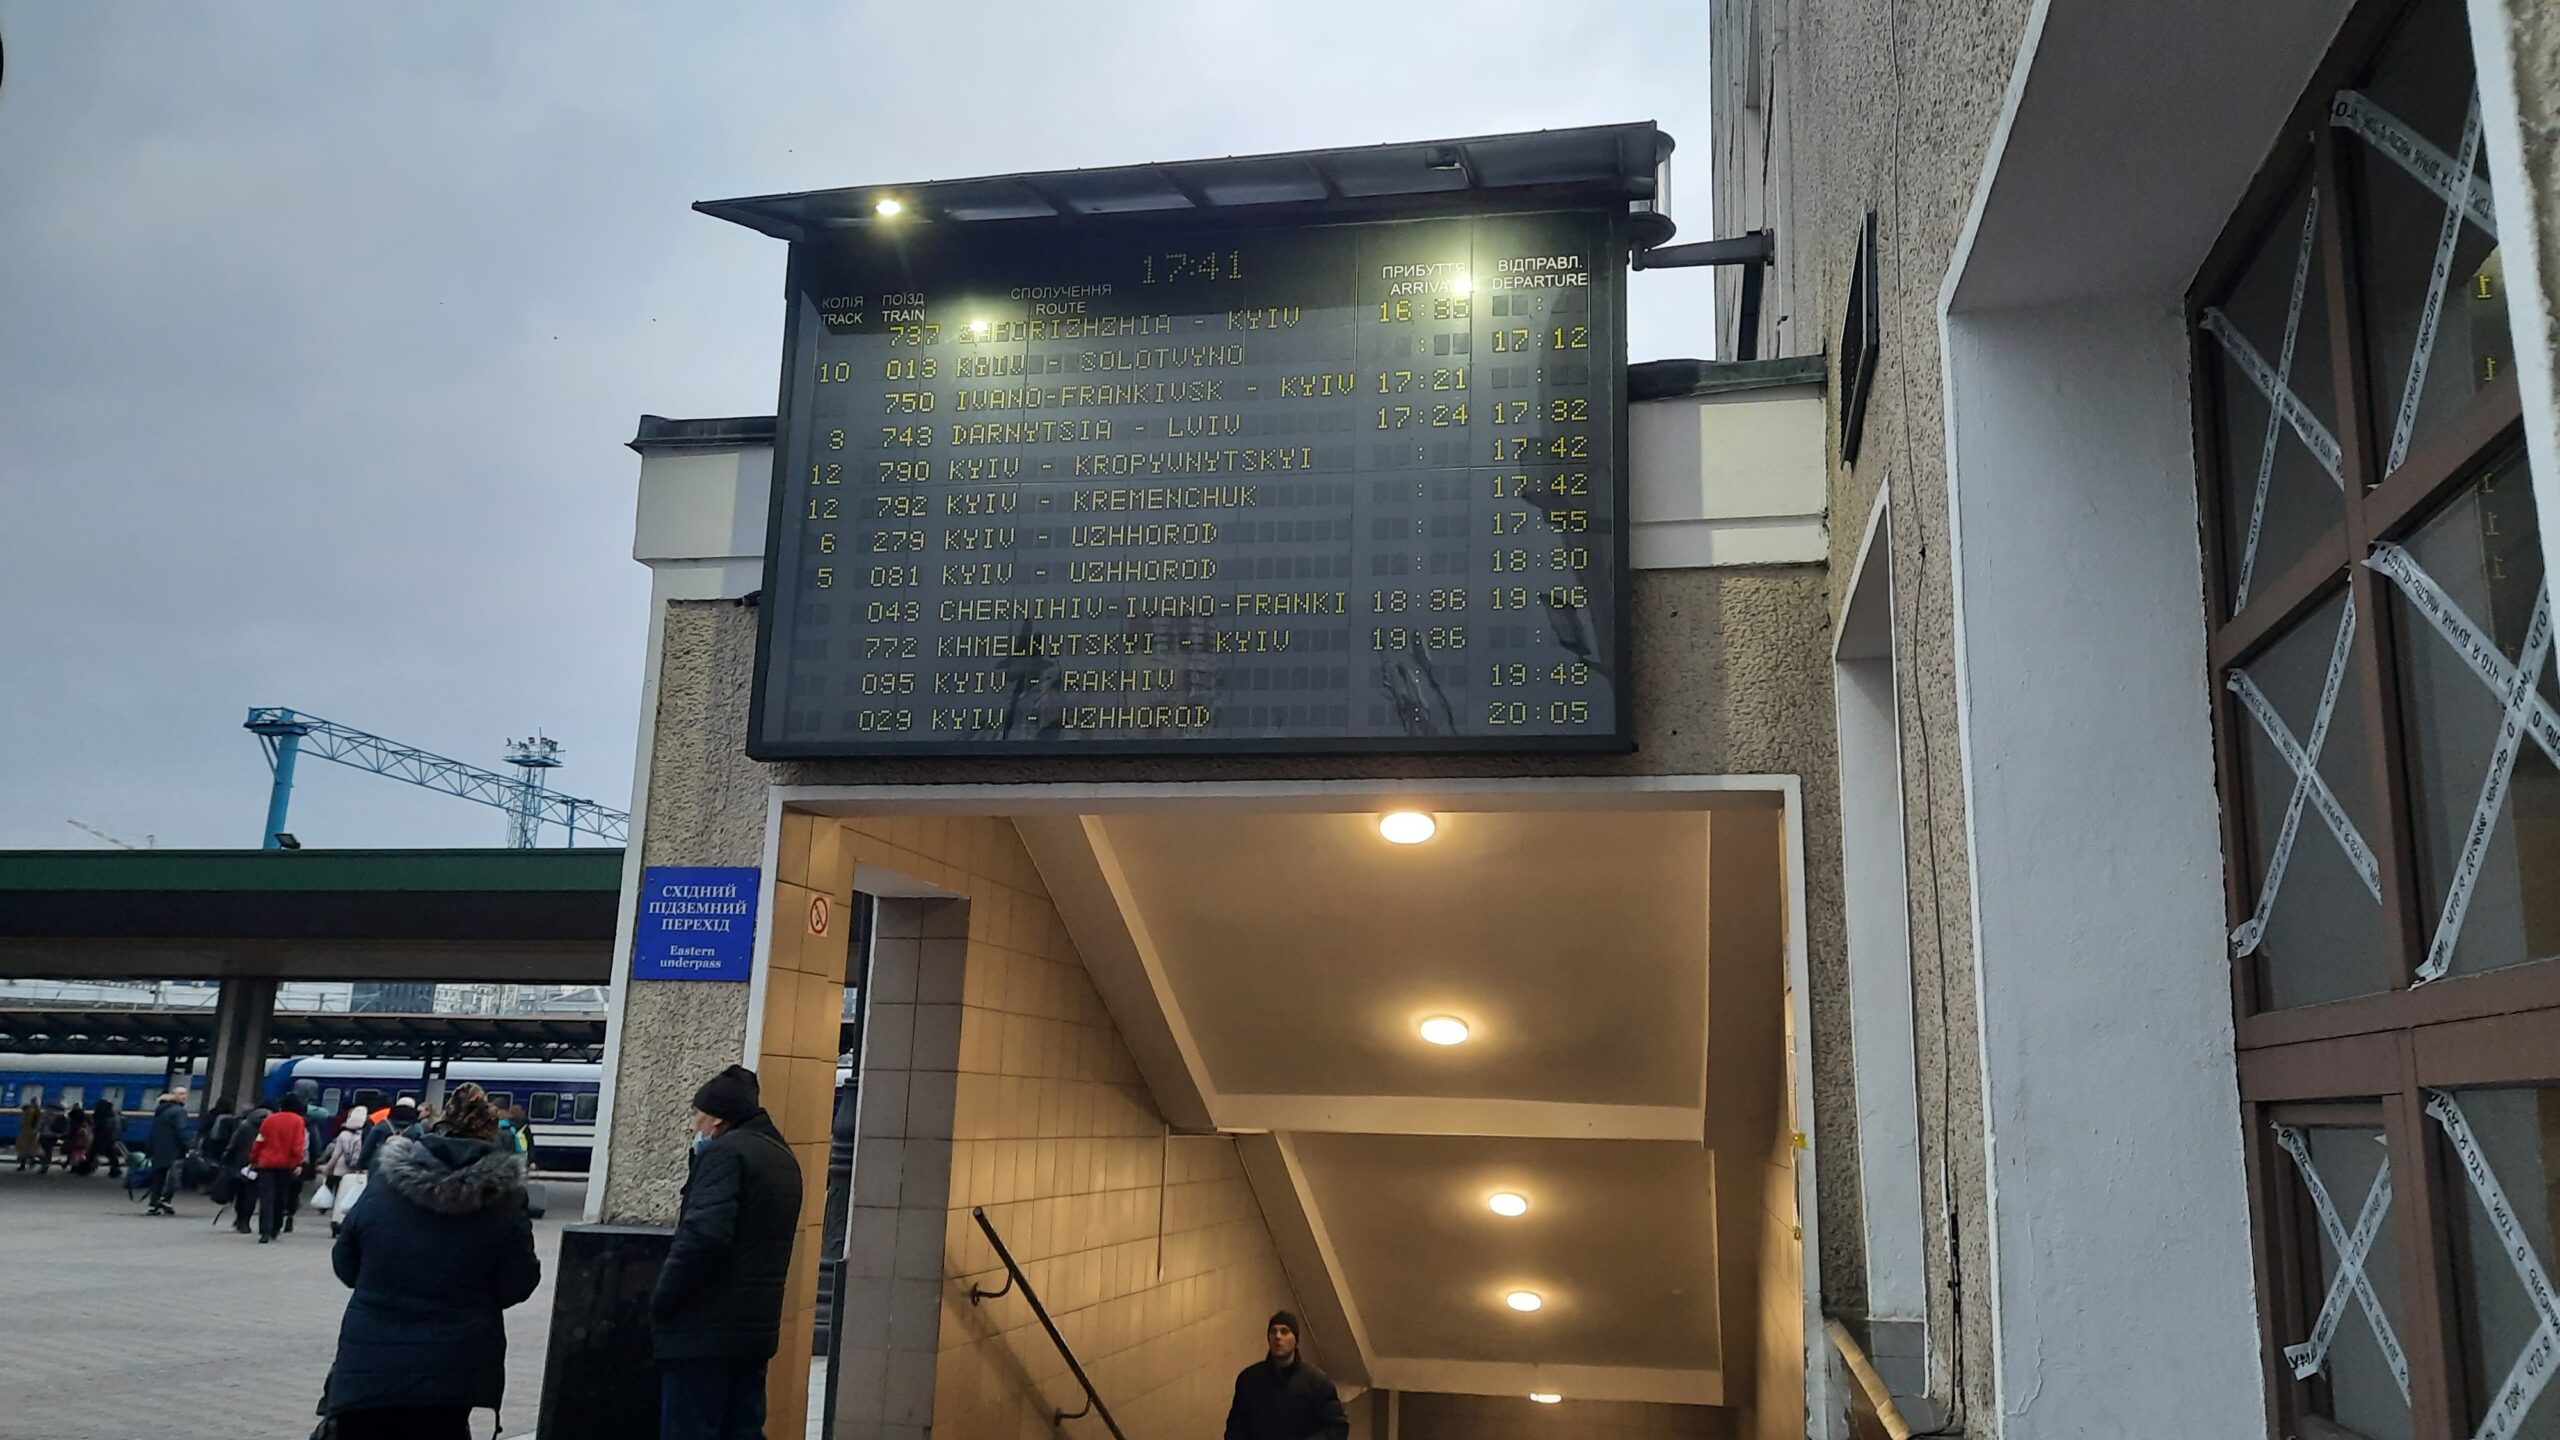 17:41
КОЛІЯ ПОЇЗД СПОЛУЧЕННЯ ПРИБУТТЯ ВІДПРАВЛ.
TRACK TRAIN ROUTE ARRIVAL DEPARTURE
737 ZAPORIZHZHIA - KYIV 16:35 :
10 013 KYIV - SOLOTVYNO : 17:12
750 IVANO-FRANKIVSK - KYIV 17:21 :
3 743 DARNYTSIA - LVIV 17:24 17:32
12 790 KYIV - KROPYVNYTSKYI : 17:42
12 792 KYIV - KREMENCHUK : 17:42
6 279 KYIV - UZHHOROD : 17:55
5 081 KYIV - UZHHOROD : 18:30
043 CHERNIHIV-IVANO-FRANKI 18:36 19:06
772 KHMELNYTSKYI - KYIV 19:36 :
095 KYIV - RAKHIV : 19:48
029 KYIV - UZHHOROD : 20:05
СХІДНИЙ
ПІДЗЕМНИЙ
ПЕРЕХІД
Eastern
underpass